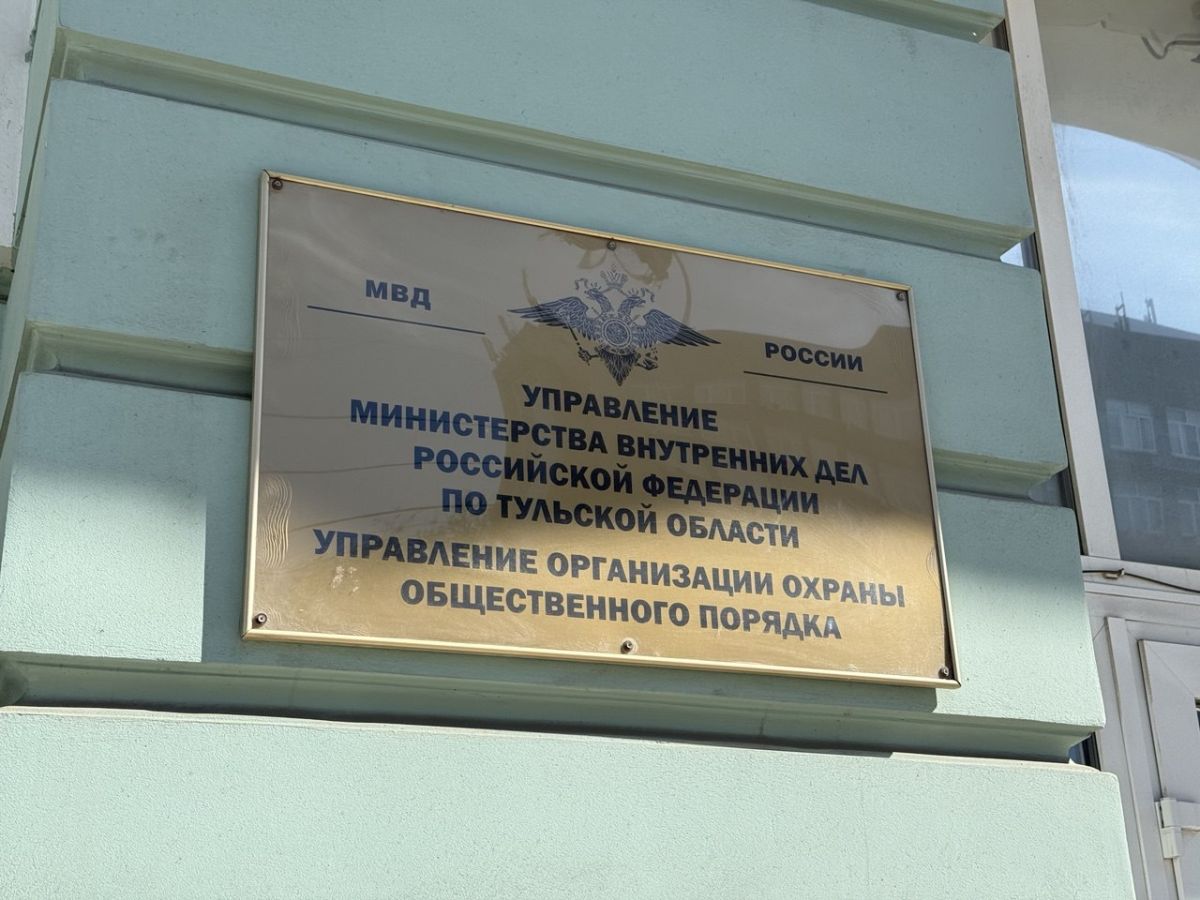 МВД
РОССИИ
УПРАВЛЕНИЕ
МИНИСТЕРСТВА ВНУТРЕННИХ ДЕЛ
РОССИЙСКОЙ ФЕДЕРАЦИИ
ПО ТУЛЬСКОЙ ОБЛАСТИ
УПРАВЛЕНИЕ ОРГАНИЗАЦИИ ОХРАНЫ
ОБЩЕСТВЕННОГО ПОРЯДКА